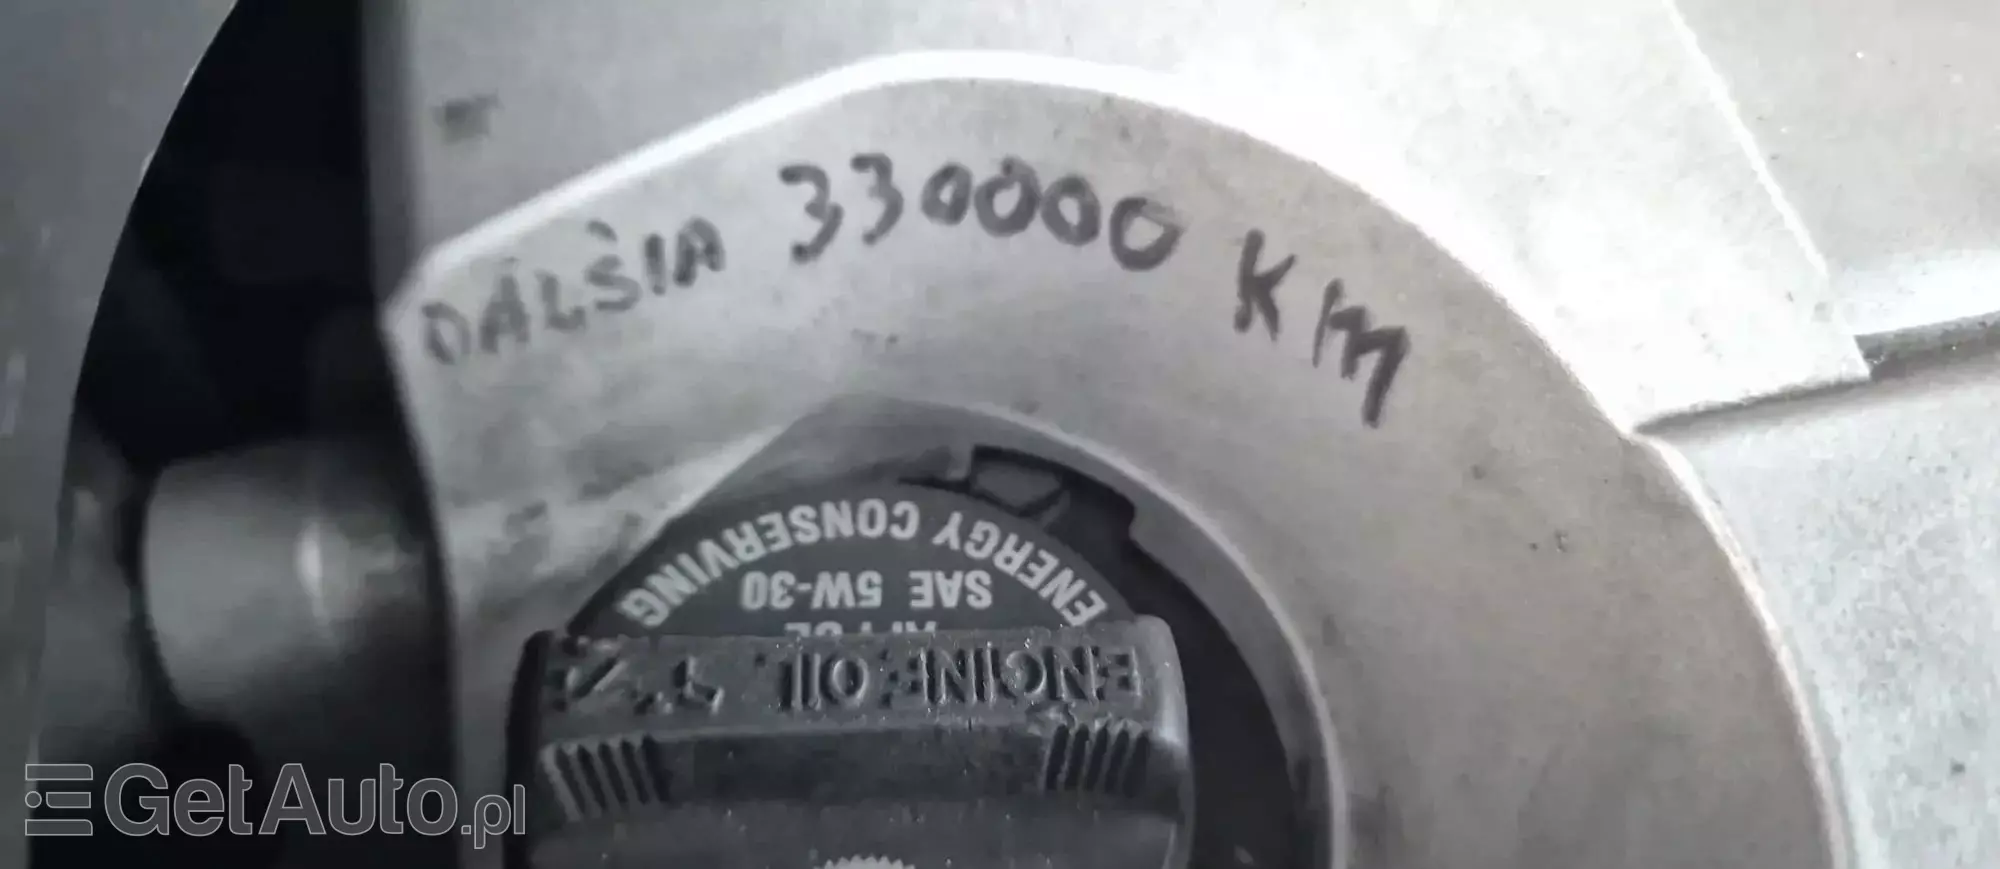 DALŠIA 330000 KM
ENERGY CONSERVING
SAE 5W-30
ENGINE OIL
GetAuto.pl